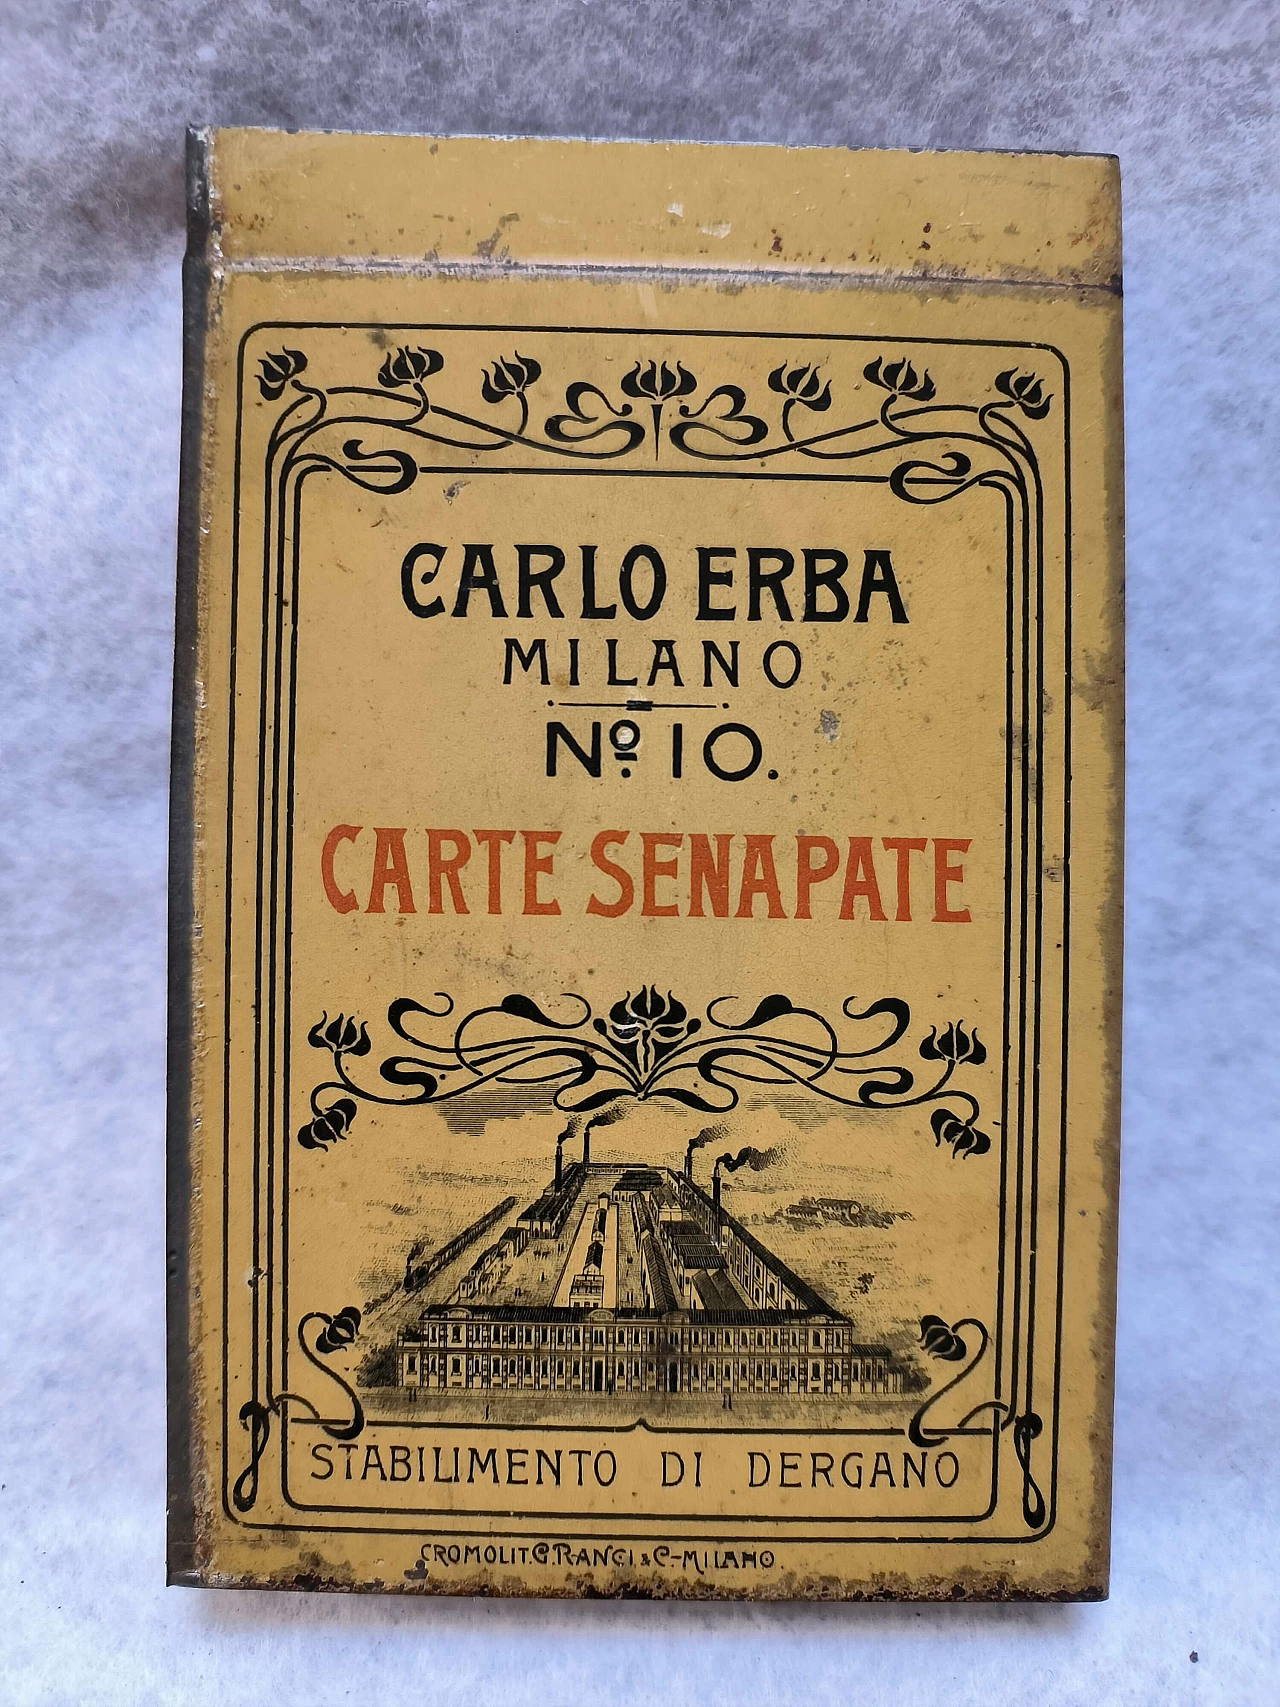 CARLO ERBA
MILANO
Nº 10.
CARTE SENAPATE
STABILIMENTO DI DERGANO
CROMOLIT. G. RANCI & C.-MILANO.